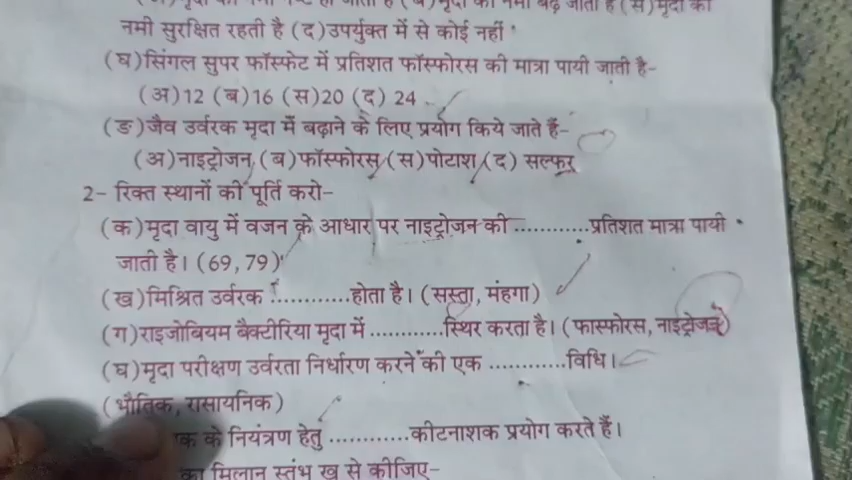 नमी सुरक्षित रहती है (द) उपर्युक्त में से कोई नहीं
(घ) सिंगल सुपर फॉस्फेट में प्रतिशत फॉस्फोरस की मात्रा पायी जाती है–
(अ) 12 (ब) 16 (स) 20 (द) 24
(ङ) जैव उर्वरक मृदा में बढ़ाने के लिए प्रयोग किये जाते हैं–
(अ) नाइट्रोजन (ब) फॉस्फोरस (स) पोटाश (द) सल्फर
2– रिक्त स्थानों की पूर्ति करो–
(क) मृदा वायु में वजन के आधार पर नाइट्रोजन की ............ प्रतिशत मात्रा पायी
जाती है। (69, 79)
(ख) मिश्रित उर्वरक ............ होता है। (सस्ता, मंहगा)
(ग) राइजोबियम बैक्टीरिया मृदा में ............ स्थिर करता है। (फास्फोरस, नाइट्रोजन)
(घ) मृदा परीक्षण उर्वरता निर्धारण करने की एक ............ विधि।
(भौतिक, रासायनिक)
के नियंत्रण हेतु ............ कीटनाशक प्रयोग करते हैं।
का मिलान स्तंभ ख से कीजिए–